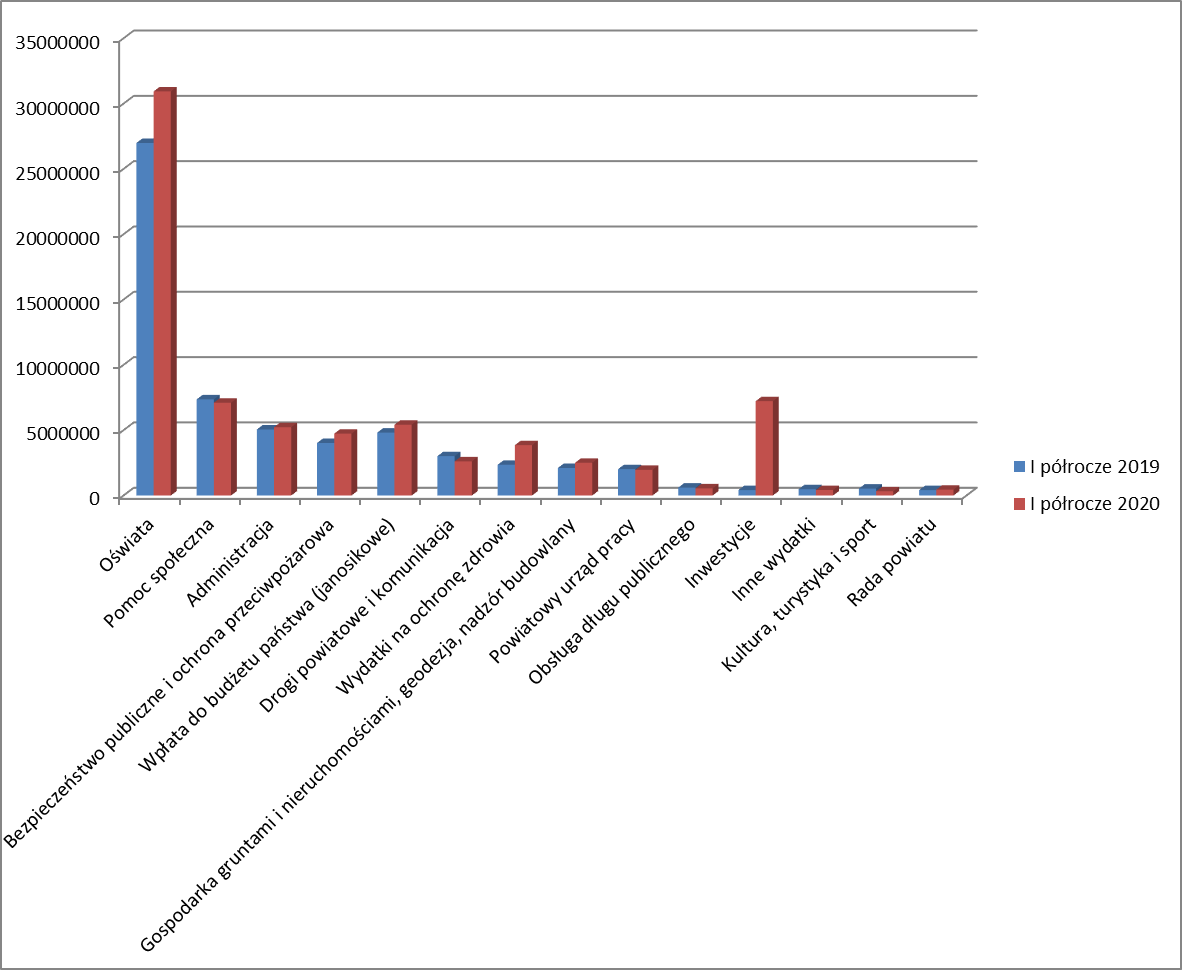 35000000
30000000
25000000
20000000
15000000
10000000
5000000
0
Oświata
Pomoc społeczna
Administracja
Bezpieczeństwo publiczne i ochrona przeciwpożarowa
Wpłata do budżetu państwa (janosikowe)
Drogi powiatowe i komunikacja
Wydatki na ochronę zdrowia
Gospodarka gruntami i nieruchomościami, geodezja, nadzór budowlany
Powiatowy urząd pracy
Obsługa długu publicznego
Inwestycje
Inne wydatki
Kultura, turystyka i sport
Rada powiatu
I półrocze 2019
I półrocze 2020